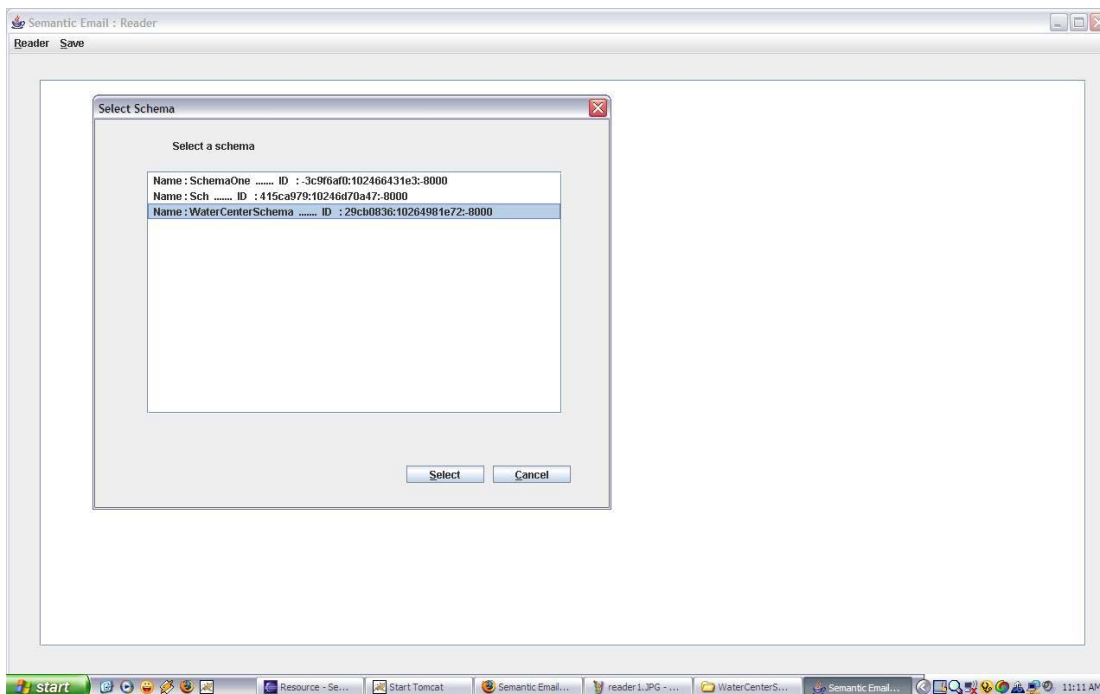 Semantic Email : Reader
Reader Save
Select Schema
Select a schema
Name : SchemaOne ....... ID : -3c9f6af0:102466431e3:-8000
Name : Sch ....... ID : 415ca979:10246d70a47:-8000
Name : WaterCenterSchema ....... ID : 29cb0836:10264981e72:-8000
Select Cancel
start Resource - Se... Start Tomcat Semantic Email... reader1.JPG - ... WaterCenterS... Semantic Email... 11:11 AM